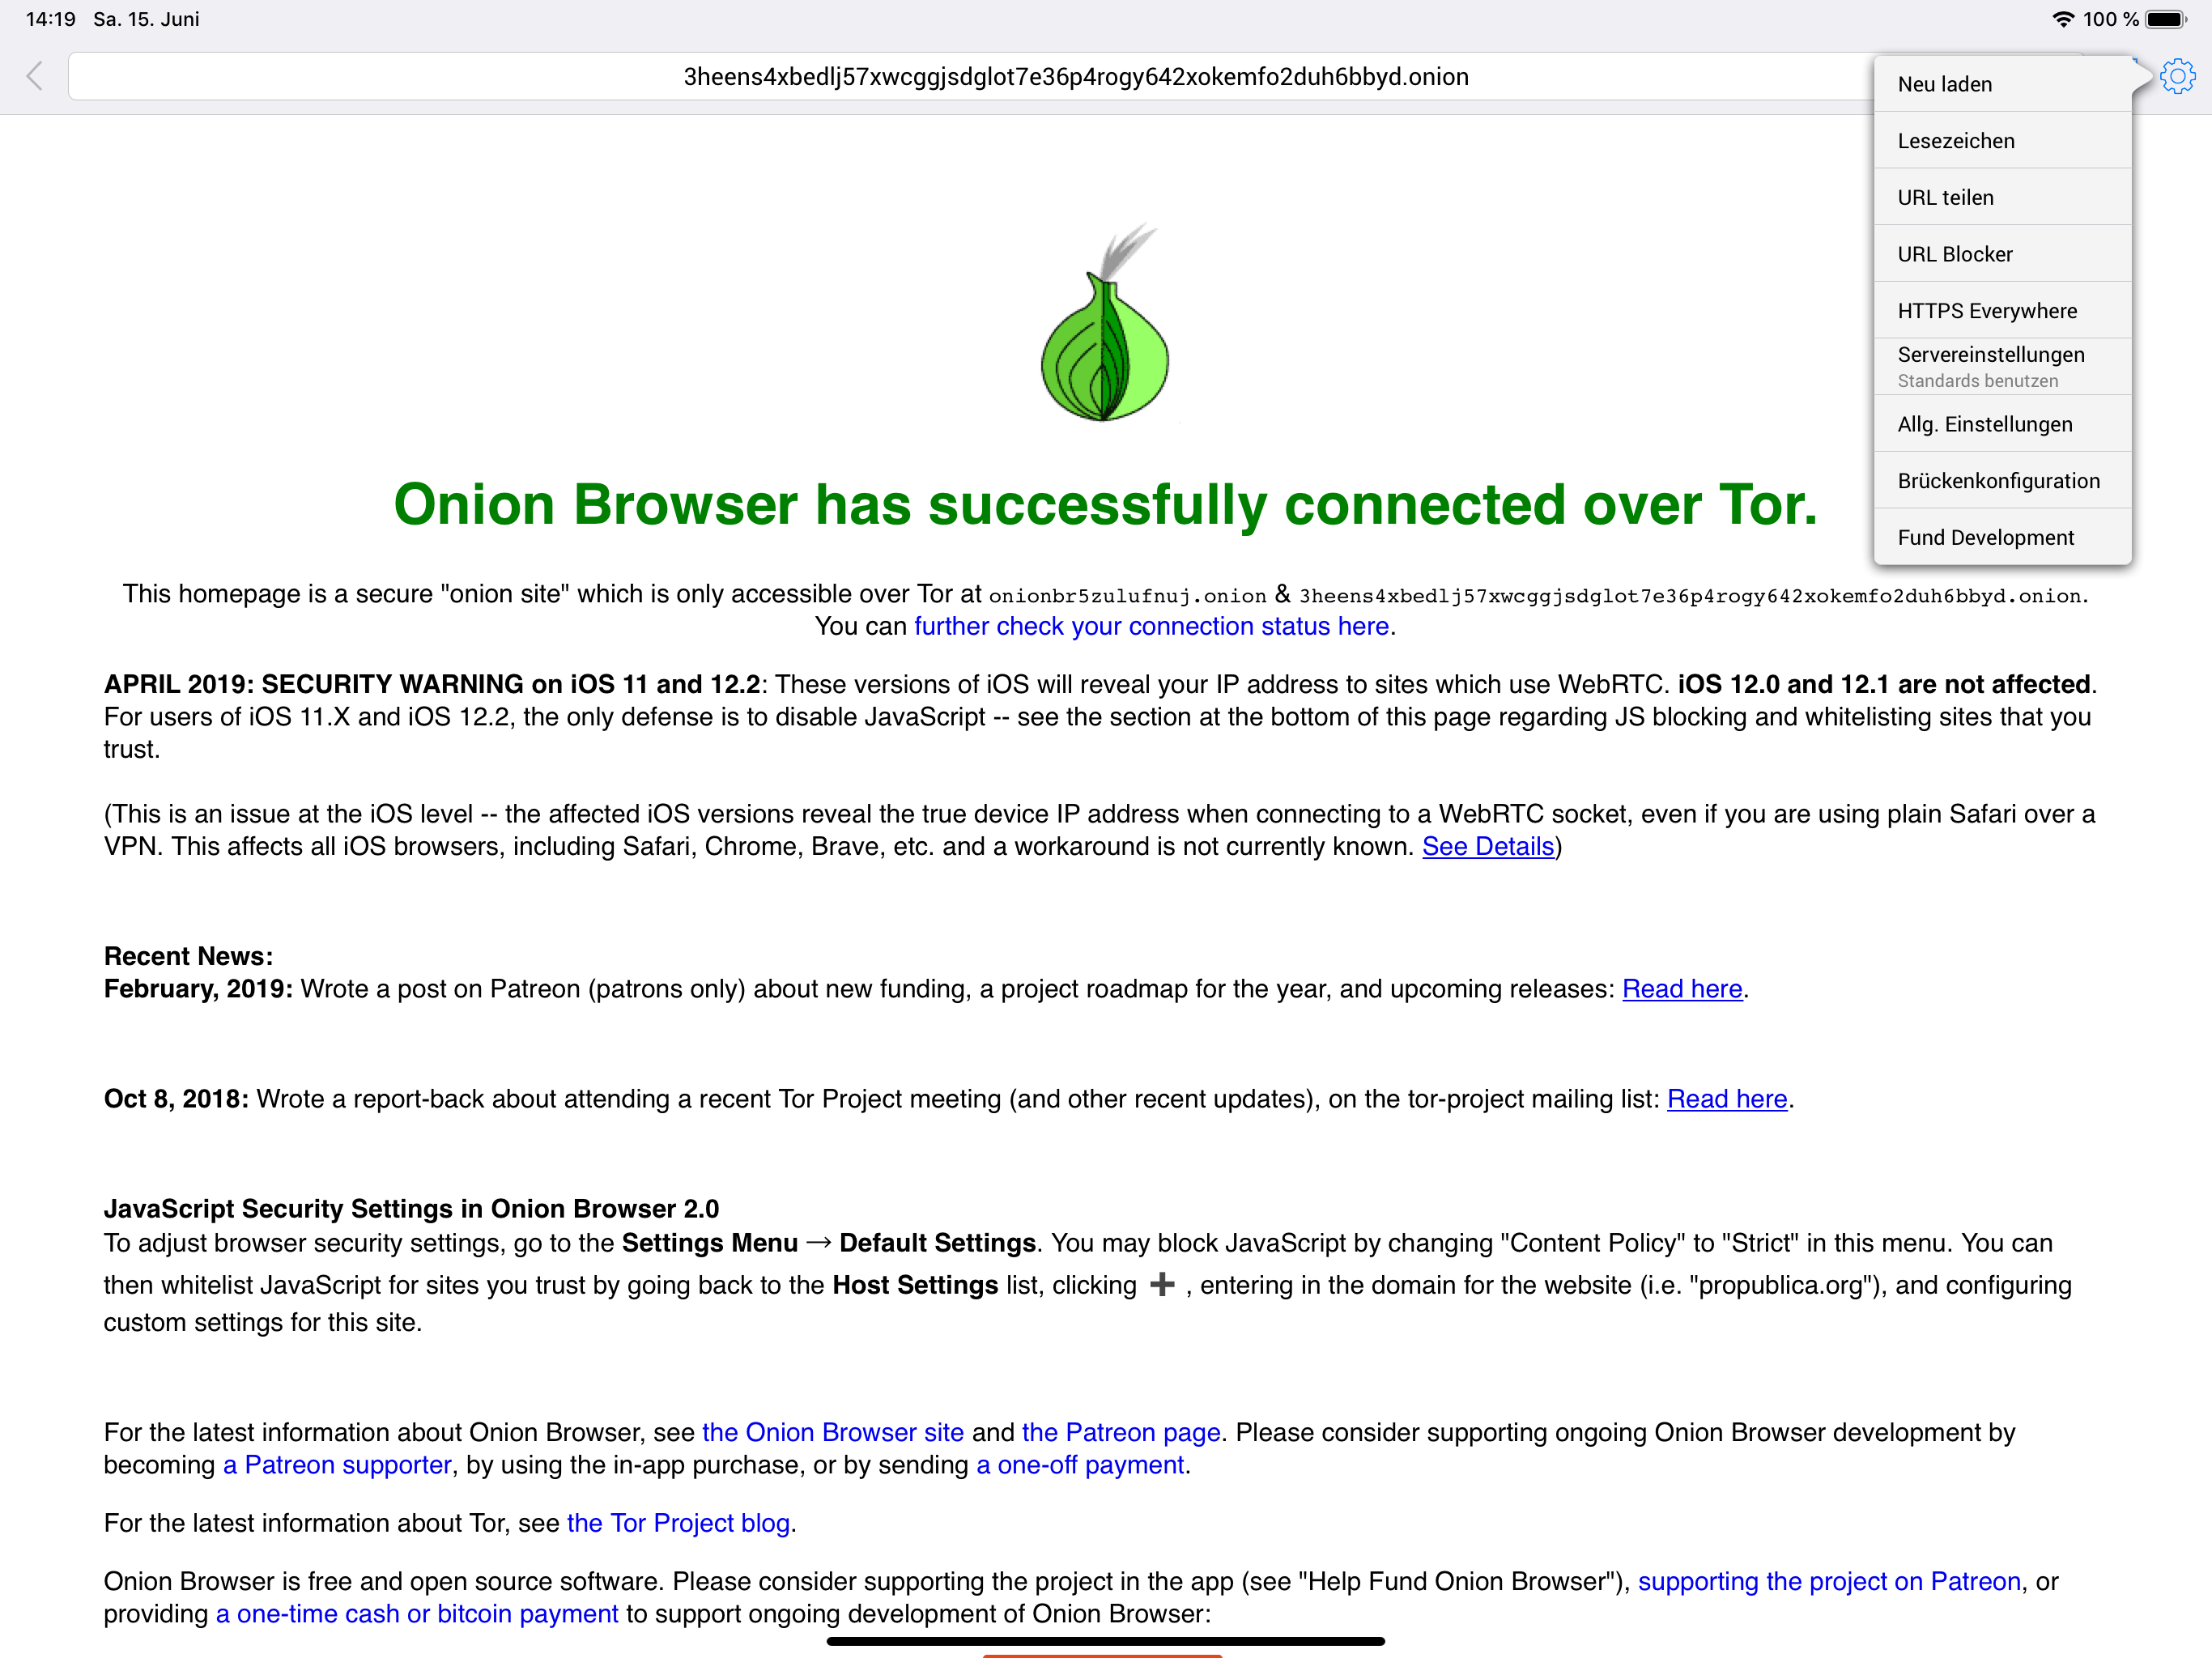 14:19 Sa. 15. Juni
100 %
3heens4xbedlj57xwcggjsdglot7e36p4rogy642xokemfo2duh6bbyd.onion
Neu laden
Lesezeichen
URL teilen
URL Blocker
HTTPS Everywhere
Servereinstellungen
Standards benutzen
Allg. Einstellungen
Brückenkonfiguration
Fund Development
Onion Browser has successfully connected over Tor.
This homepage is a secure "onion site" which is only accessible over Tor at onionbr5zulufnuj.onion & 3heens4xbedlj57xwcggjsdglot7e36p4rogy642xokemfo2duh6bbyd.onion.
You can further check your connection status here.
APRIL 2019: SECURITY WARNING on iOS 11 and 12.2: These versions of iOS will reveal your IP address to sites which use WebRTC. iOS 12.0 and 12.1 are not affected.
For users of iOS 11.X and iOS 12.2, the only defense is to disable JavaScript -- see the section at the bottom of this page regarding JS blocking and whitelisting sites that you
trust.
(This is an issue at the iOS level -- the affected iOS versions reveal the true device IP address when connecting to a WebRTC socket, even if you are using plain Safari over a
VPN. This affects all iOS browsers, including Safari, Chrome, Brave, etc. and a workaround is not currently known. See Details)
Recent News:
February, 2019: Wrote a post on Patreon (patrons only) about new funding, a project roadmap for the year, and upcoming releases: Read here.
Oct 8, 2018: Wrote a report-back about attending a recent Tor Project meeting (and other recent updates), on the tor-project mailing list: Read here.
JavaScript Security Settings in Onion Browser 2.0
To adjust browser security settings, go to the Settings Menu → Default Settings. You may block JavaScript by changing "Content Policy" to "Strict" in this menu. You can
then whitelist JavaScript for sites you trust by going back to the Host Settings list, clicking ➕ , entering in the domain for the website (i.e. "propublica.org"), and configuring
custom settings for this site.
For the latest information about Onion Browser, see the Onion Browser site and the Patreon page. Please consider supporting ongoing Onion Browser development by
becoming a Patreon supporter, by using the in-app purchase, or by sending a one-off payment.
For the latest information about Tor, see the Tor Project blog.
Onion Browser is free and open source software. Please consider supporting the project in the app (see "Help Fund Onion Browser"), supporting the project on Patreon, or
providing a one-time cash or bitcoin payment to support ongoing development of Onion Browser: